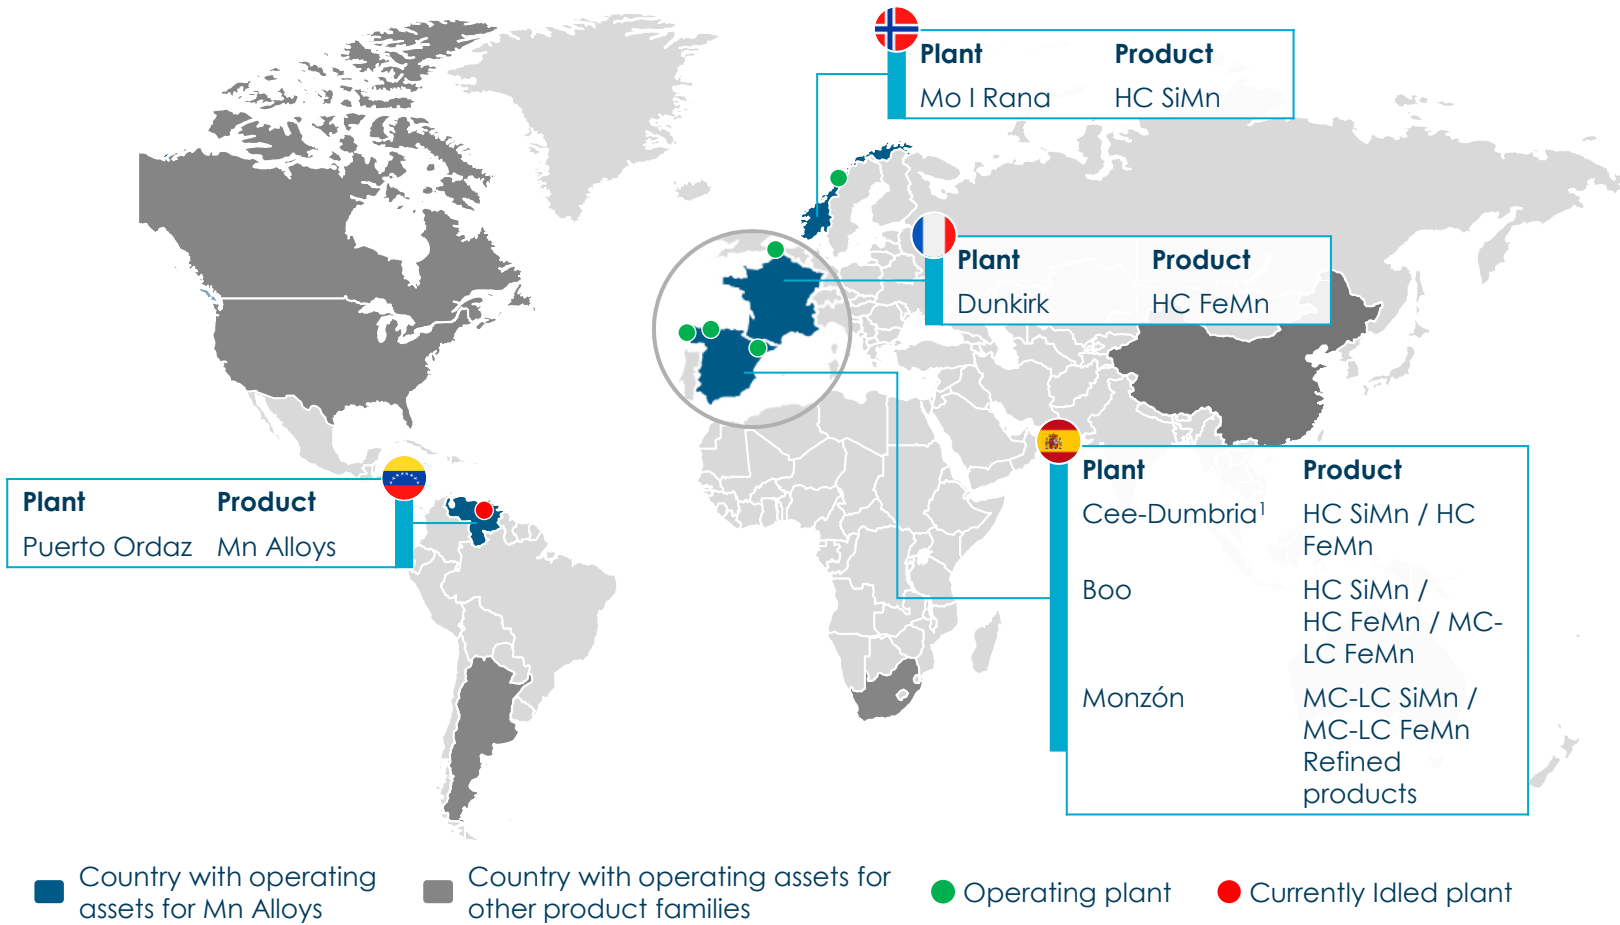 Plant Product
Mo I Rana HC SiMn
Plant Product
Dunkirk HC FeMn
Plant Product
Puerto Ordaz Mn Alloys
Plant Product
Cee-Dumbria¹ HC SiMn / HC
FeMn
Boo HC SiMn /
HC FeMn / MC-
LC FeMn
Monzón MC-LC SiMn /
MC-LC FeMn
Refined
products
Country with operating
assets for Mn Alloys
Country with operating assets for
other product families
Operating plant
Currently Idled plant